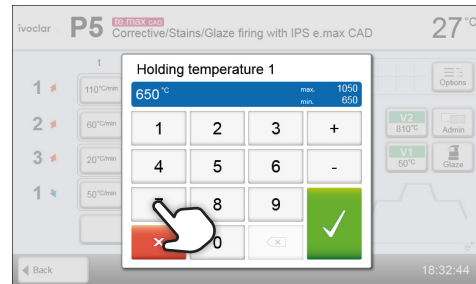 ivoclar
P5 e.max CAD
Corrective/Stains/Glaze firing with IPS e.max CAD
27°C
t
Holding temperature 1
650 °C
max. 1050
min. 650
1 110°C/min
2 60°C/min
3 20°C/min
1 50°C/min
1 2 3 +
4 5 6 -
8 9
0
Options
V2
810°C
Admin
V1
50°C
Glaze
Back
18:32:44